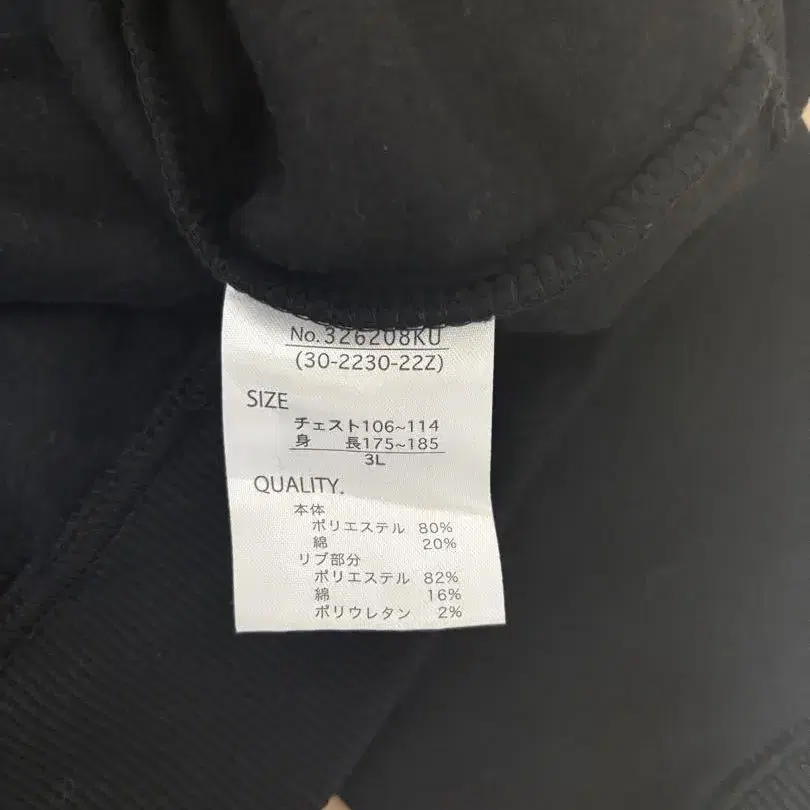 No.326208KU
(30-2230-22Z)
SIZE
チェスト106~114
身 長175~185
3L
QUALITY.
本体
ポリエステル 80%
綿 20%
リブ部分
ポリエステル 82%
綿 16%
ポリウレタン 2%